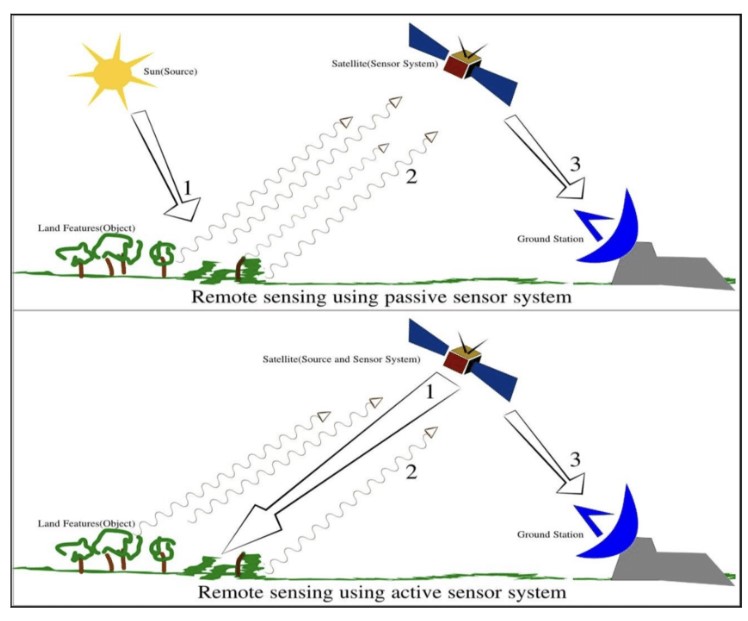 Sun(Source)
Satellite(Sensor System)
1
2
3
Land Features(Object)
Ground Station
Remote sensing using passive sensor system
Satellite(Source and Sensor System)
1
2
3
Land Features(Object)
Ground Station
Remote sensing using active sensor system